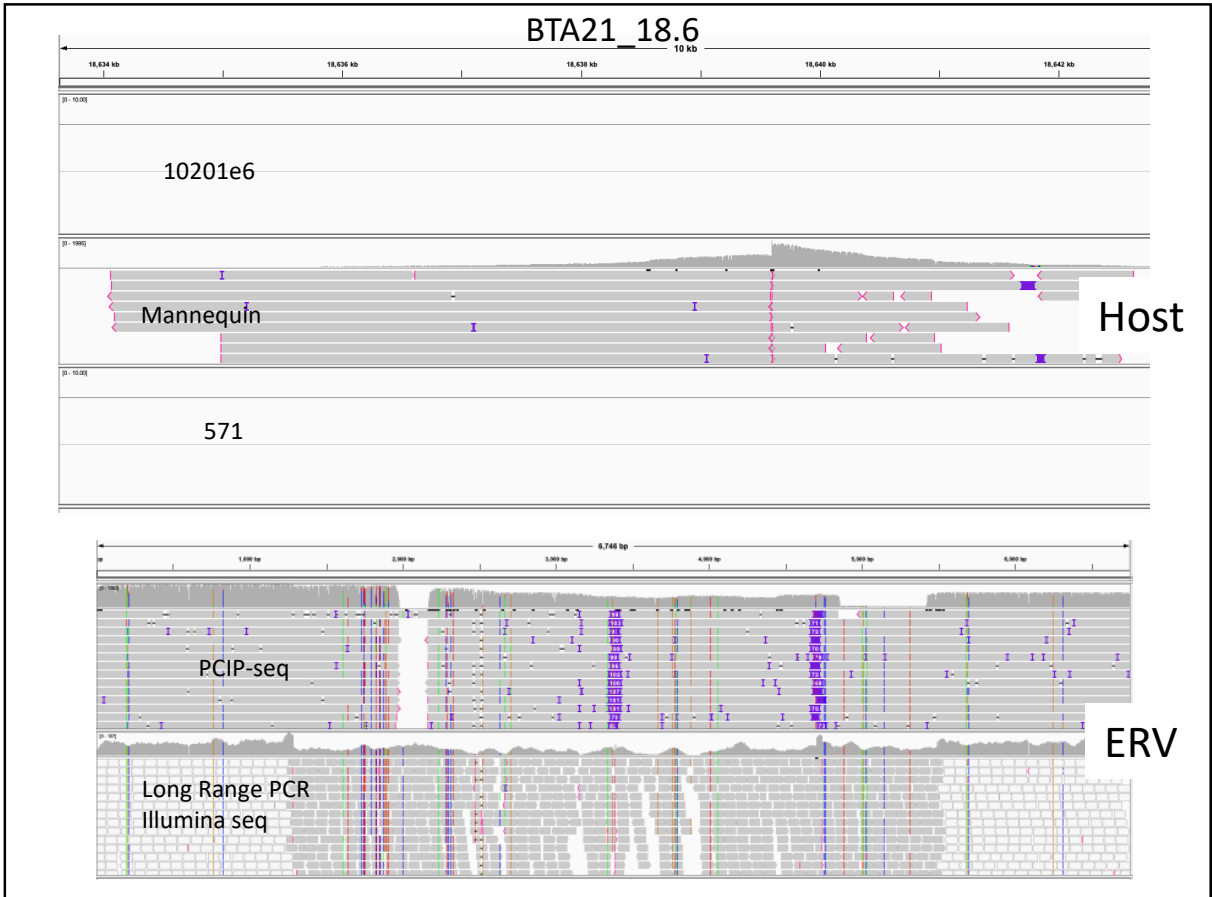 BTA21_18.6
10 kb
18,634 kb 18,636 kb 18,638 kb 18,640 kb 18,642 kb
[0 - 10.00]
10201e6
[0 - 1995]
Mannequin
Host
[0 - 10.00]
571
6,746 bp
bp 1,000 bp 2,000 bp 3,000 bp 4,000 bp 5,000 bp 6,000 bp
PCIP-seq
ERV
Long Range PCR
Illumina seq